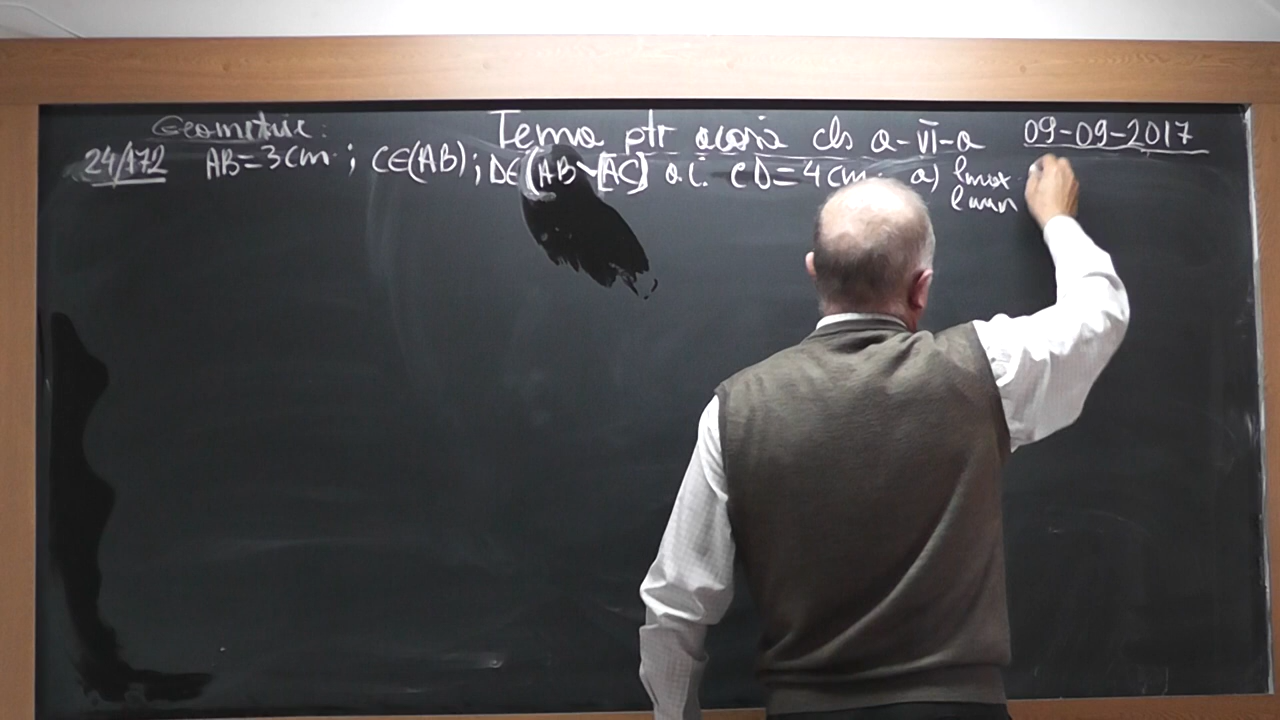 Geometrie:
Tema ptr acasă cls a-VI-a 09-09-2017
24/172 AB=3cm; C∈(AB); D∈(AB\[AC] a.î. CD=4cm. a) lmax
lmin